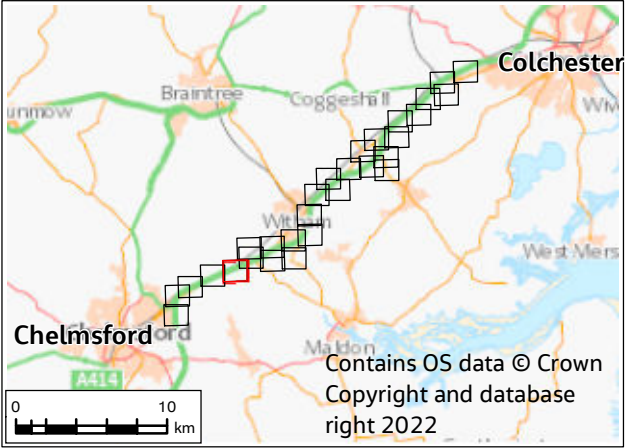 Colchester
Braintree
Coggeshall
unmow
Wiv
Witham
West Mers
Chelmsford
Maldon
A414
Contains OS data © Crown
Copyright and database
right 2022
0 10
km